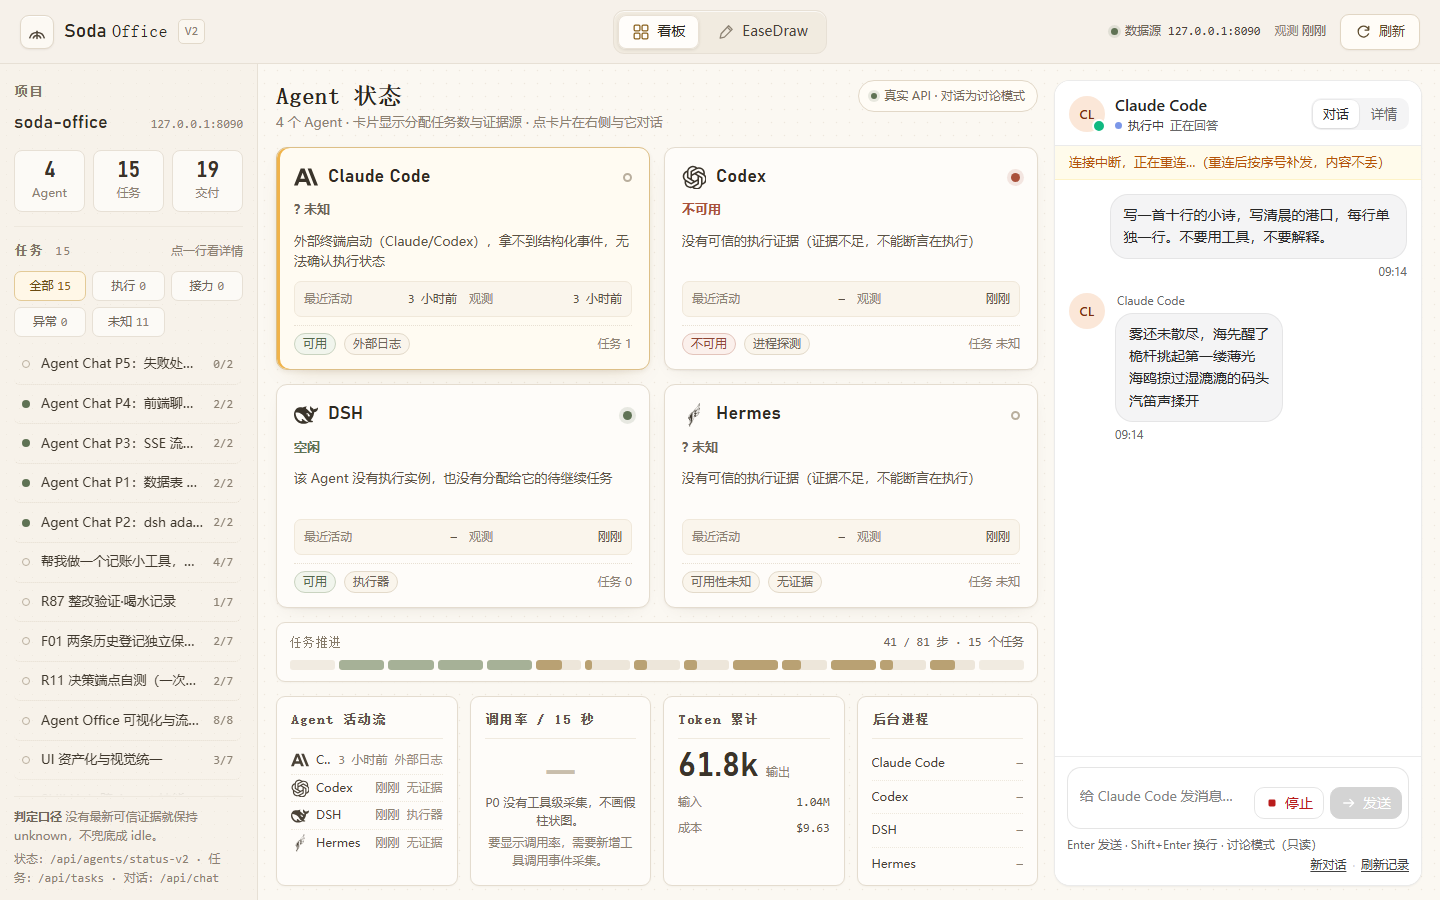 Soda Office V2
看板
EaseDraw
数据源 127.0.0.1:8090 观测 刚刚
刷新
项目
soda-office 127.0.0.1:8090
4 15 19
Agent 任务 交付
任务 15 点一行看详情
全部 15 执行 0 接力 0
异常 0 未知 11
Agent Chat P5：失败处... 0/2
Agent Chat P4：前端聊... 2/2
Agent Chat P3：SSE 流... 2/2
Agent Chat P1：数据表 ... 2/2
Agent Chat P2：dsh ada... 2/2
帮我做一个记账小工具，... 4/7
R87 整改验证·喝水记录 1/7
F01 两条历史登记独立保... 2/7
R11 决策端点自测（一次... 2/7
Agent Office 可视化与流... 8/8
UI 资产化与视觉统一 3/7
判定口径 没有最新可信证据就保持
unknown，不兜底成 idle。
状态：/api/agents/status-v2 · 任
务：/api/tasks · 对话：/api/chat
Agent 状态
4 个 Agent · 卡片显示分配任务数与证据源 · 点卡片在右侧与它对话
真实 API · 对话为讨论模式
Claude Code
? 未知
外部终端启动（Claude/Codex），拿不到结构化事件，无
法确认执行状态
最近活动 3 小时前 观测 3 小时前
可用 外部日志 任务 1
Codex
不可用
没有可信的执行证据（证据不足，不能断言在执行）
最近活动 — 观测 刚刚
不可用 进程探测 任务 未知
DSH
空闲
该 Agent 没有执行实例，也没有分配给它的待继续任务
最近活动 — 观测 刚刚
可用 执行器 任务 0
Hermes
? 未知
没有可信的执行证据（证据不足，不能断言在执行）
最近活动 — 观测 刚刚
可用性未知 无证据 任务 未知
任务推进 41 / 81 步 · 15 个任务
Agent 活动流
C.. 3 小时前 外部日志
Codex 刚刚 无证据
DSH 刚刚 执行器
Hermes 刚刚 无证据
调用率 / 15 秒
—
P0 没有工具级采集，不画假
柱状图。
要显示调用率，需要新增工
具调用事件采集。
Token 累计
61.8k 输出
输入 1.04M
成本 $9.63
后台进程
Claude Code —
Codex —
DSH —
Hermes —
CL
Claude Code
执行中 正在回答
对话 详情
连接中断，正在重连...（重连后按序号补发，内容不丢）
写一首十行的小诗，写清晨的港口，每行单
独一行。不要用工具，不要解释。
09:14
CL
Claude Code
雾还未散尽，海先醒了
桅杆挑起第一缕薄光
海鸥掠过湿漉漉的码头
汽笛声揉开
09:14
给 Claude Code 发消息...
停止
发送
Enter 发送 · Shift+Enter 换行 · 讨论模式（只读）
新对话 · 刷新记录